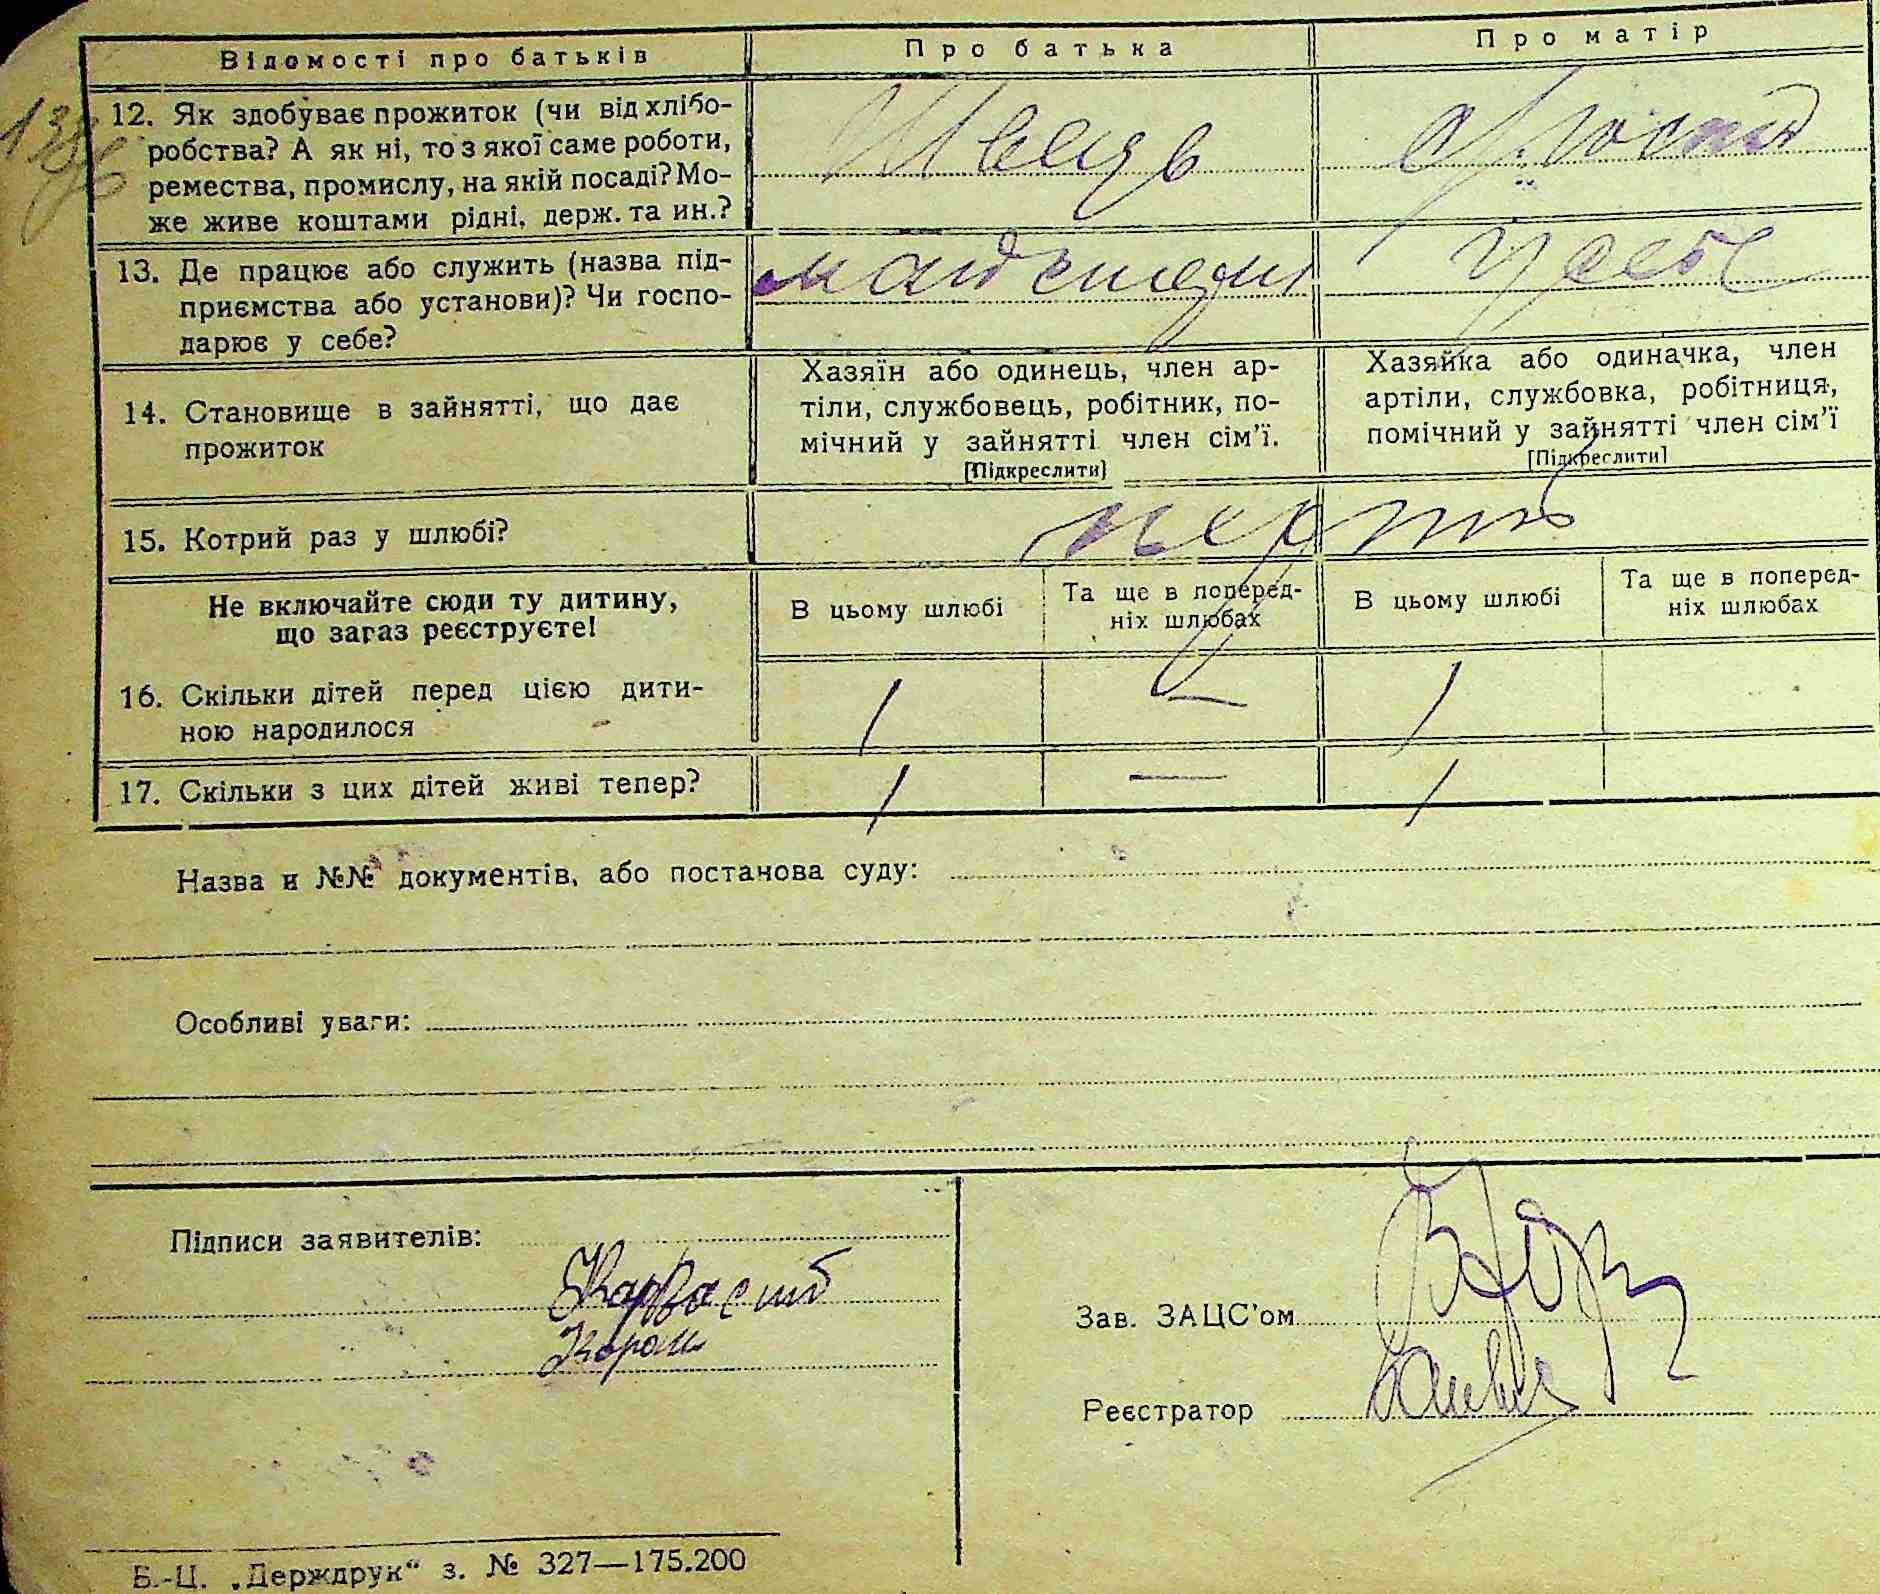 Відомості про батьків
Про батька
Про матір
138
12. Як здобуває прожиток (чи від хлібо-
робства? А як ні, то з якої саме роботи,
ремества, промислу, на якій посаді? Мо-
же живе коштами рідні, держ. та ин.?
Швець
13. Де працює або служить (назва під-
приємства або установи)? Чи госпо-
дарює у себе?
майстерні
у себе
14. Становище в зайнятті, що дає
прожиток
Хазяїн або одинець, член ар-
тіли, службовець, робітник, по-
мічний у зайнятті член сім'ї.
[Підкреслити]
Хазяйка або одиначка, член
артіли, службовка, робітниця,
помічний у зайнятті член сім'ї
[Підкреслити]
15. Котрий раз у шлюбі?
перший
Не включайте сюди ту дитину,
що зараз реєструєте!
В цьому шлюбі
Та ще в поперед-
ніх шлюбах
В цьому шлюбі
Та ще в поперед-
ніх шлюбах
16. Скільки дітей перед цією дити-
ною народилося
1 — 1
17. Скільки з цих дітей живі тепер?
1 — 1
Назва и №№ документів, або постанова суду:
Особливі уваги:
Підписи заявителів:
Зав. ЗАЦС'ом
Реєстратор
Б.-Ц. „Держдрук“ з. № 327—175.200